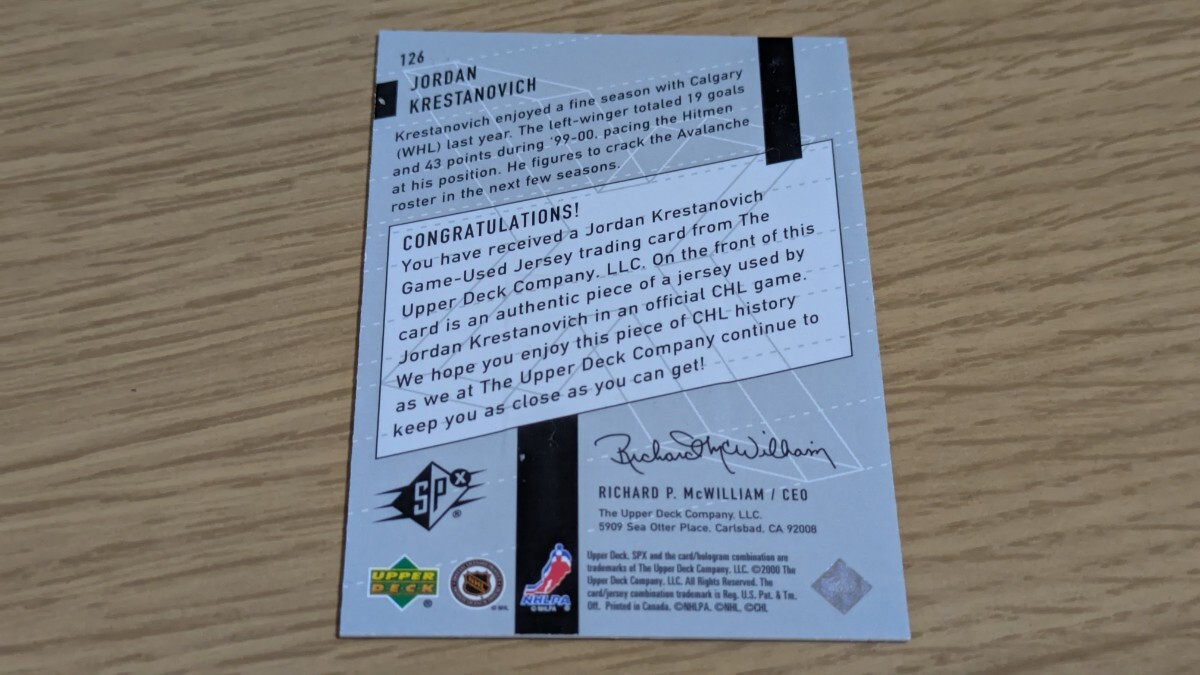 126
JORDAN
KRESTANOVICH
Krestanovich enjoyed a fine season with Calgary
(WHL) last year. The left-winger totaled 19 goals
and 43 points during '99-00, pacing the Hitmen
at his position. He figures to crack the Avalanche
roster in the next few seasons.
CONGRATULATIONS!
You have received a Jordan Krestanovich
Game-Used Jersey trading card from The
Upper Deck Company, LLC. On the front of this
card is an authentic piece of a jersey used by
Jordan Krestanovich in an official CHL game.
We hope you enjoy this piece of CHL history
as we at The Upper Deck Company continue to
keep you as close as you can get!
Richard McWilliam
RICHARD P. McWILLIAM / CEO
The Upper Deck Company, LLC.
5909 Sea Otter Place, Carlsbad, CA 92008
SPX®
UPPER
DECK®
NHL
© NHL
NHLPA
© NHLPA ®
Upper Deck, SPX and the card/hologram combination are
trademarks of The Upper Deck Company, LLC. ©2000 The
Upper Deck Company, LLC. All Rights Reserved. The
card/jersey combination trademark is Reg. U.S. Pat. & Tm.
Off. Printed in Canada. ©NHLPA, ©NHL, ©CHL